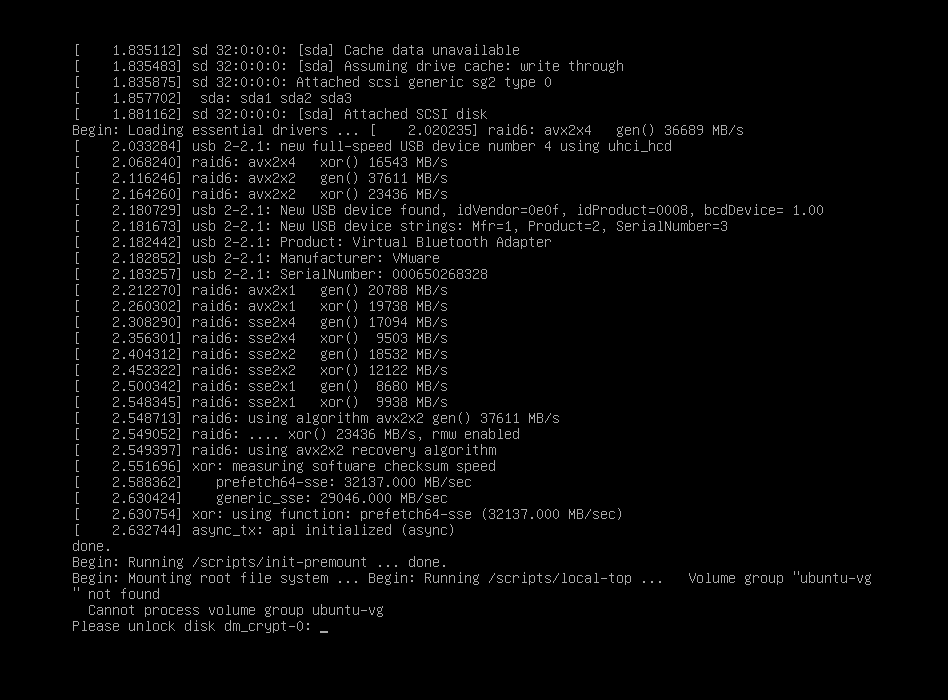 [    1.835112] sd 32:0:0:0: [sda] Cache data unavailable
[    1.835483] sd 32:0:0:0: [sda] Assuming drive cache: write through
[    1.835875] sd 32:0:0:0: Attached scsi generic sg2 type 0
[    1.857702]  sda: sda1 sda2 sda3
[    1.881162] sd 32:0:0:0: [sda] Attached SCSI disk
Begin: Loading essential drivers ... [    2.020235] raid6: avx2x4   gen() 36689 MB/s
[    2.033284] usb 2-2.1: new full-speed USB device number 4 using uhci_hcd
[    2.068240] raid6: avx2x4   xor() 16543 MB/s
[    2.116246] raid6: avx2x2   gen() 37611 MB/s
[    2.164260] raid6: avx2x2   xor() 23436 MB/s
[    2.180729] usb 2-2.1: New USB device found, idVendor=0e0f, idProduct=0008, bcdDevice= 1.00
[    2.181673] usb 2-2.1: New USB device strings: Mfr=1, Product=2, SerialNumber=3
[    2.182442] usb 2-2.1: Product: Virtual Bluetooth Adapter
[    2.182852] usb 2-2.1: Manufacturer: VMware
[    2.183257] usb 2-2.1: SerialNumber: 000650268328
[    2.212270] raid6: avx2x1   gen() 20788 MB/s
[    2.260302] raid6: avx2x1   xor() 19738 MB/s
[    2.308290] raid6: sse2x4   gen() 17094 MB/s
[    2.356301] raid6: sse2x4   xor()  9503 MB/s
[    2.404312] raid6: sse2x2   gen() 18532 MB/s
[    2.452322] raid6: sse2x2   xor() 12122 MB/s
[    2.500342] raid6: sse2x1   gen()  8680 MB/s
[    2.548345] raid6: sse2x1   xor()  9938 MB/s
[    2.548713] raid6: using algorithm avx2x2 gen() 37611 MB/s
[    2.549052] raid6: .... xor() 23436 MB/s, rmw enabled
[    2.549397] raid6: using avx2x2 recovery algorithm
[    2.551696] xor: measuring software checksum speed
[    2.588362]    prefetch64-sse: 32137.000 MB/sec
[    2.630424]    generic_sse: 29046.000 MB/sec
[    2.630754] xor: using function: prefetch64-sse (32137.000 MB/sec)
[    2.632744] async_tx: api initialized (async)
done.
Begin: Running /scripts/init-premount ... done.
Begin: Mounting root file system ... Begin: Running /scripts/local-top ...   Volume group "ubuntu-vg
" not found
  Cannot process volume group ubuntu-vg
Please unlock disk dm_crypt-0: _